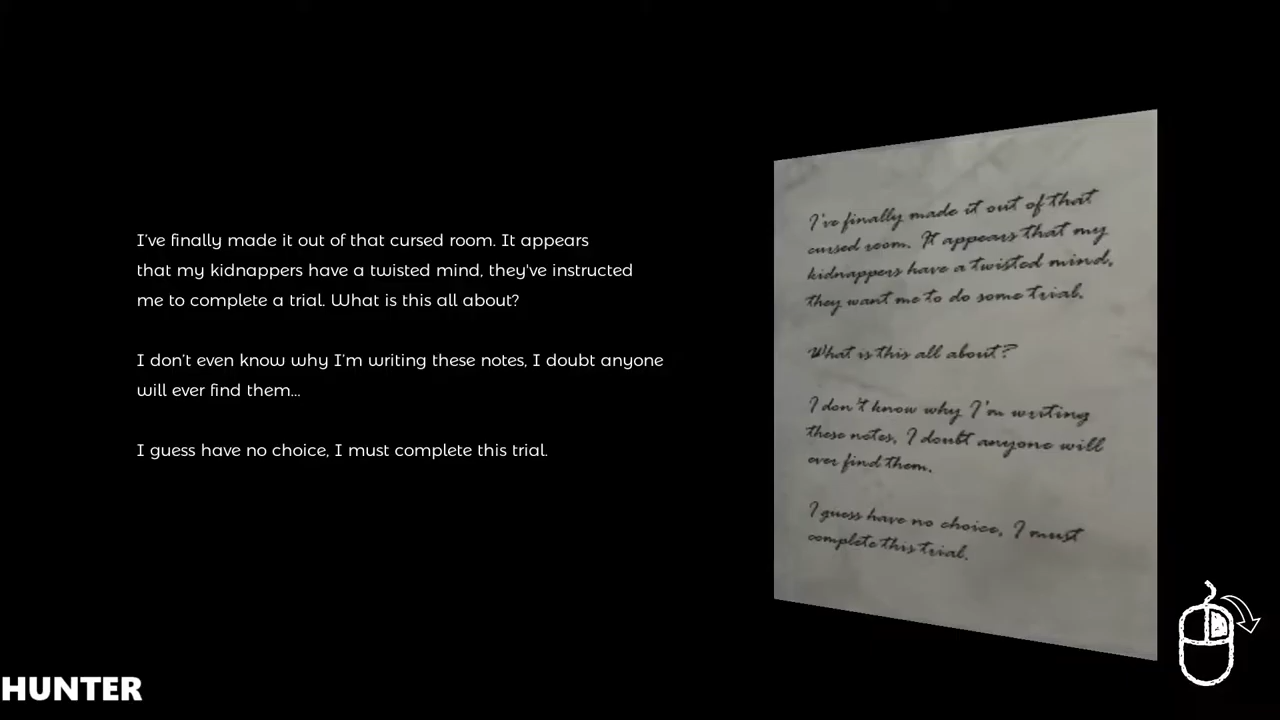 I've finally made it out of that cursed room. It appears
that my kidnappers have a twisted mind, they've instructed
me to complete a trial. What is this all about?
I don't even know why I'm writing these notes, I doubt anyone
will ever find them...
I guess have no choice, I must complete this trial.
I've finally made it out of that
cursed room. It appears that my
kidnappers have a twisted mind,
they want me to do some trial.
What is this all about?
I don't know why I'm writing
these notes, I doubt anyone will
ever find them.
I guess have no choice, I must
complete this trial.
HUNTER